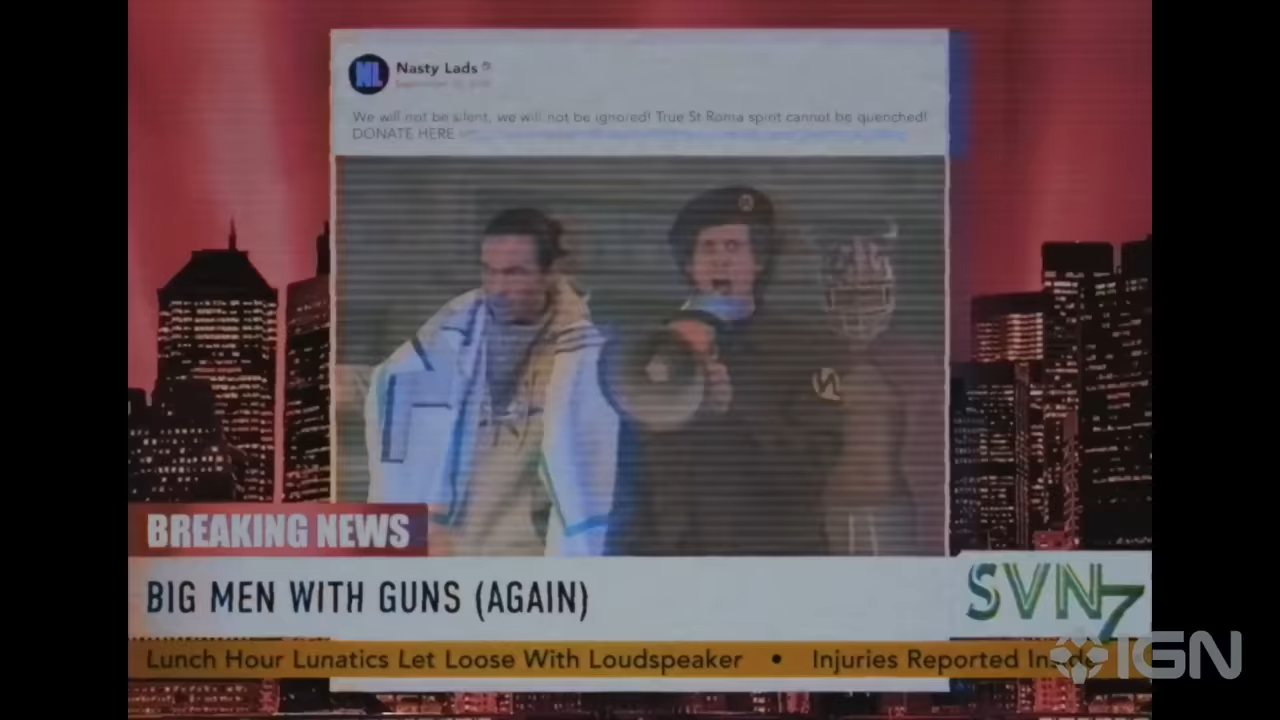 NL
Nasty Lads
We will not be silent, we will not be ignored! True St Roma spirit cannot be quenched!
DONATE HERE
BREAKING NEWS
BIG MEN WITH GUNS (AGAIN)
SVN7
Lunch Hour Lunatics Let Loose With Loudspeaker • Injuries Reported
IGN